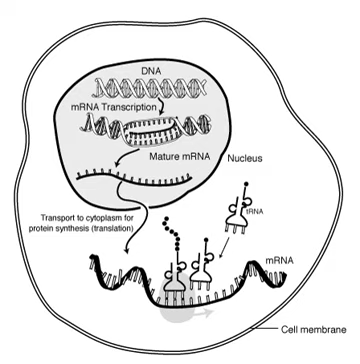 DNA
mRNA Transcription
Mature mRNA
Nucleus
Transport to cytoplasm for
protein synthesis (translation)
tRNA
mRNA
Cell membrane